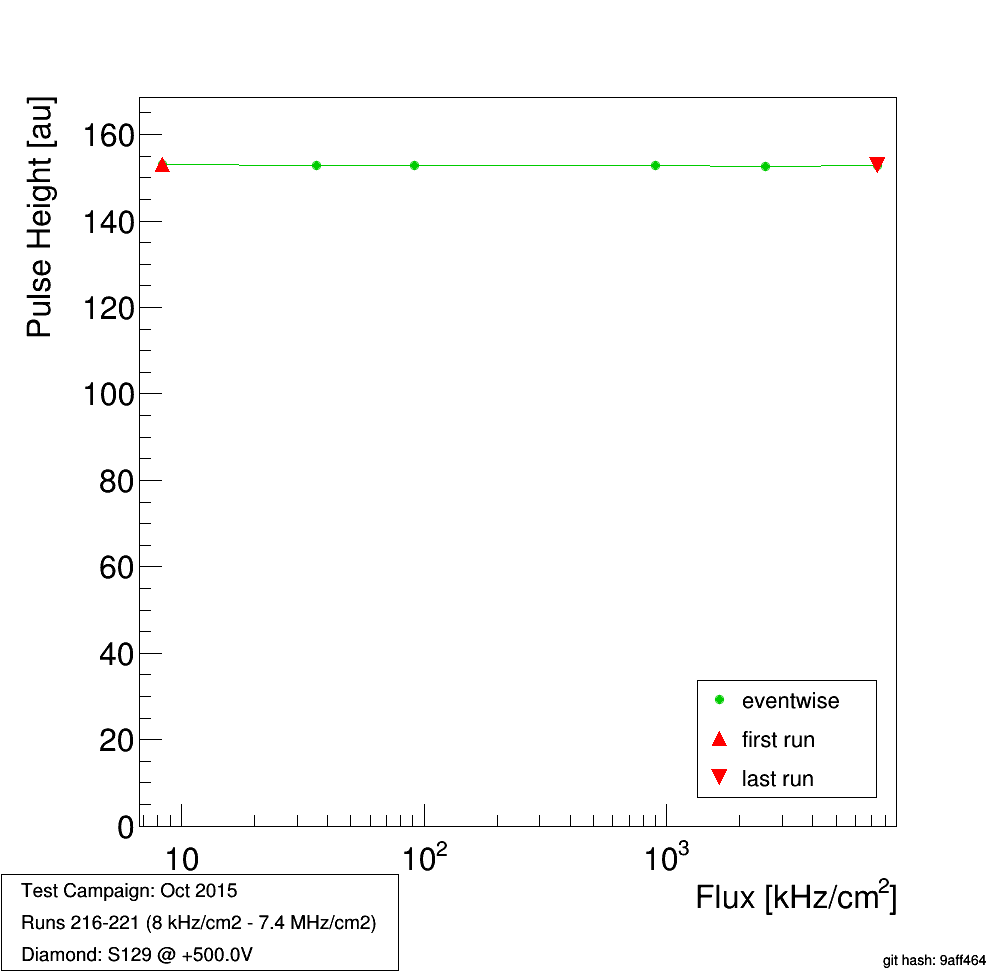 Pulse Height [au]
160
140
120
100
80
60
40
20
0
eventwise
first run
last run
10 10² 10³
Flux [kHz/cm²]
Test Campaign: Oct 2015
Runs 216-221 (8 kHz/cm2 - 7.4 MHz/cm2)
Diamond: S129 @ +500.0V
git hash: 9aff464